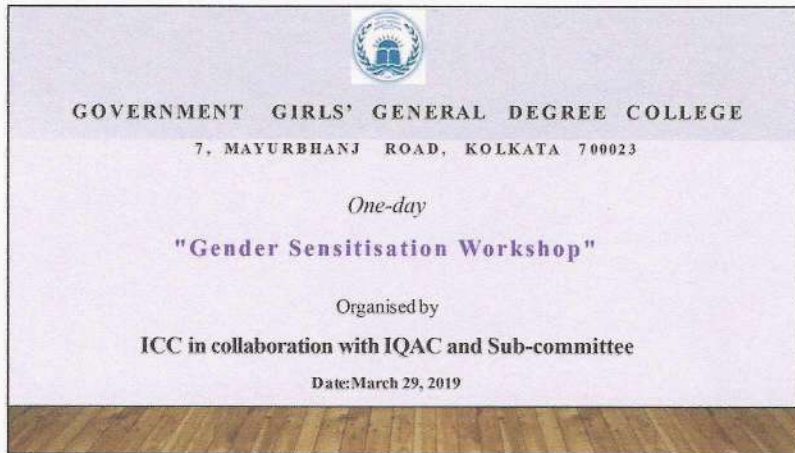 GOVERNMENT GIRLS' GENERAL DEGREE COLLEGE
7, MAYURBHANJ ROAD, KOLKATA 700023
One-day
"Gender Sensitisation Workshop"
Organised by
ICC in collaboration with IQAC and Sub-committee
Date:March 29, 2019